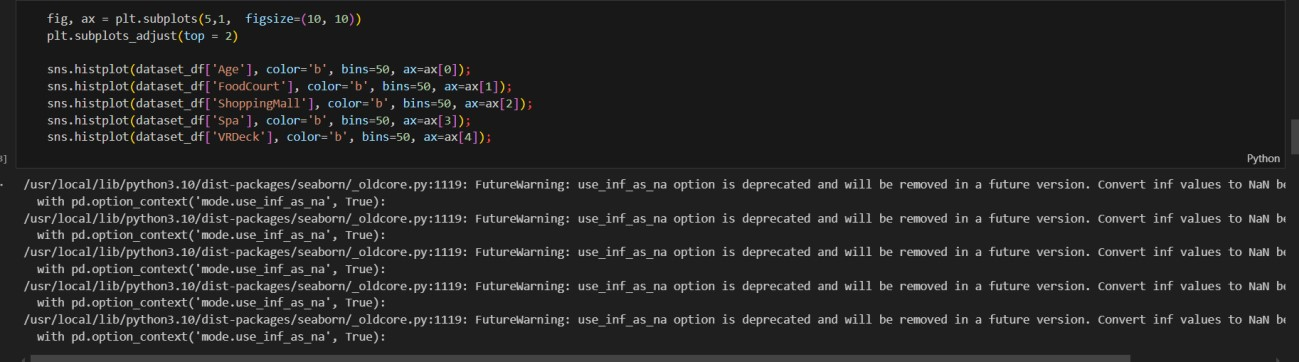 fig, ax = plt.subplots(5,1,  figsize=(10, 10))
plt.subplots_adjust(top = 2)
sns.histplot(dataset_df['Age'], color='b', bins=50, ax=ax[0]);
sns.histplot(dataset_df['FoodCourt'], color='b', bins=50, ax=ax[1]);
sns.histplot(dataset_df['ShoppingMall'], color='b', bins=50, ax=ax[2]);
sns.histplot(dataset_df['Spa'], color='b', bins=50, ax=ax[3]);
sns.histplot(dataset_df['VRDeck'], color='b', bins=50, ax=ax[4]);
3]
Python
/usr/local/lib/python3.10/dist-packages/seaborn/_oldcore.py:1119: FutureWarning: use_inf_as_na option is deprecated and will be removed in a future version. Convert inf values to NaN be
  with pd.option_context('mode.use_inf_as_na', True):
/usr/local/lib/python3.10/dist-packages/seaborn/_oldcore.py:1119: FutureWarning: use_inf_as_na option is deprecated and will be removed in a future version. Convert inf values to NaN be
  with pd.option_context('mode.use_inf_as_na', True):
/usr/local/lib/python3.10/dist-packages/seaborn/_oldcore.py:1119: FutureWarning: use_inf_as_na option is deprecated and will be removed in a future version. Convert inf values to NaN be
  with pd.option_context('mode.use_inf_as_na', True):
/usr/local/lib/python3.10/dist-packages/seaborn/_oldcore.py:1119: FutureWarning: use_inf_as_na option is deprecated and will be removed in a future version. Convert inf values to NaN be
  with pd.option_context('mode.use_inf_as_na', True):
/usr/local/lib/python3.10/dist-packages/seaborn/_oldcore.py:1119: FutureWarning: use_inf_as_na option is deprecated and will be removed in a future version. Convert inf values to NaN be
  with pd.option_context('mode.use_inf_as_na', True):